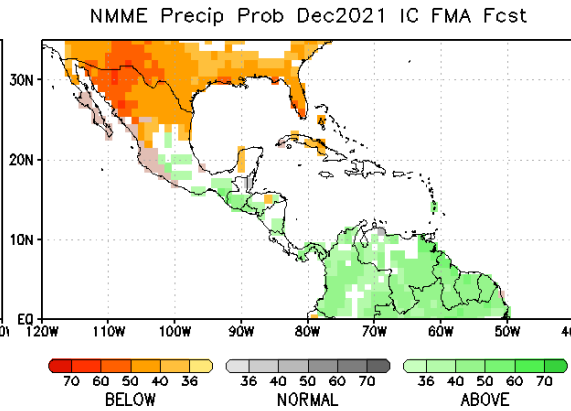 NMME Precip Prob Dec2021 IC FMA Fcst
30N
20N
10N
EQ
120W 110W 100W 90W 80W 70W 60W 50W 40W
70 60 50 40 36 36 40 50 60 70 36 40 50 60 70
BELOW NORMAL ABOVE